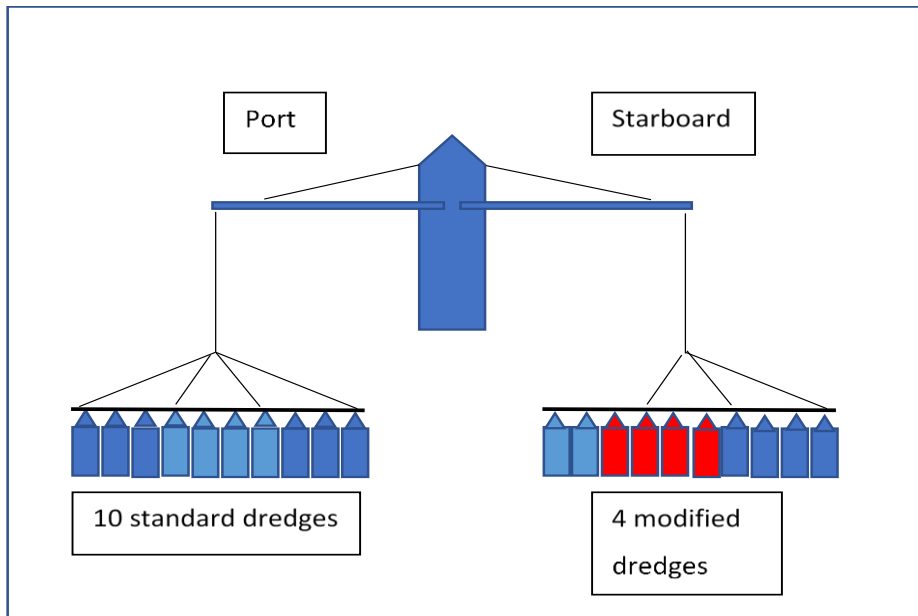 Port
Starboard
10 standard dredges
4 modified
dredges